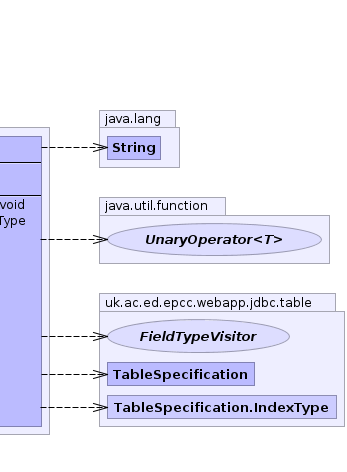 java.lang
String
void
Type
java.util.function
UnaryOperator<T>
uk.ac.ed.epcc.webapp.jdbc.table
FieldTypeVisitor
TableSpecification
TableSpecification.IndexType